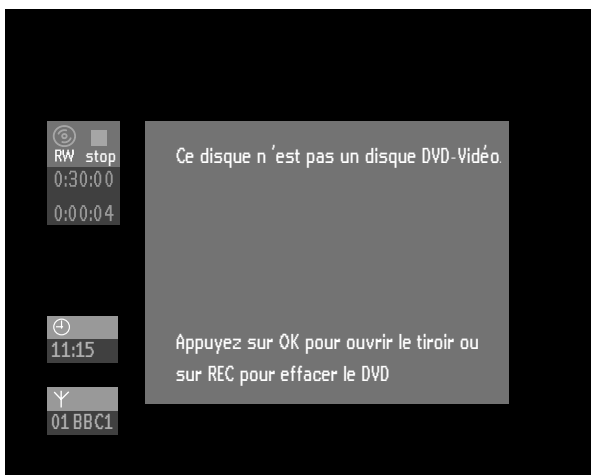 RW stop
0:30:00
0:00:04
Ce disque n 'est pas un disque DVD-Vidéo.
Appuyez sur OK pour ouvrir le tiroir ou
sur REC pour effacer le DVD
11:15
01 BBC1